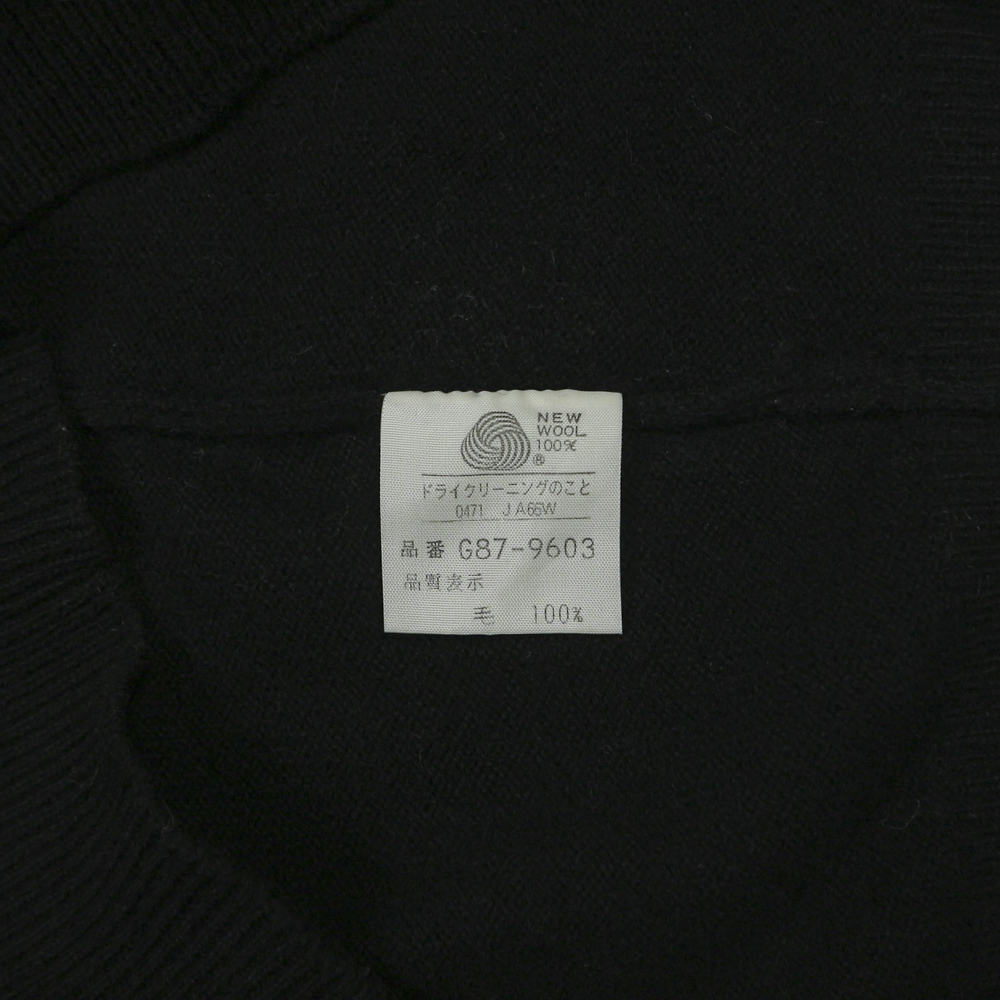 NEW
WOOL
100%
®
ドライクリーニングのこと
0471 JA66W
品番 G87-9603
品質表示
毛 100%